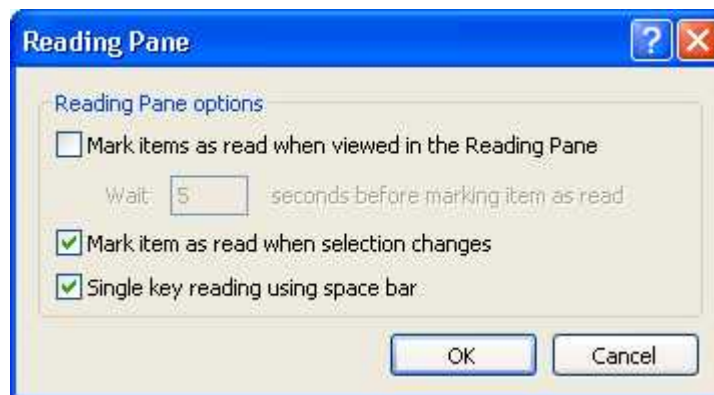 Reading Pane
Reading Pane options
Mark items as read when viewed in the Reading Pane
Wait 5 seconds before marking item as read
Mark item as read when selection changes
Single key reading using space bar
OK Cancel